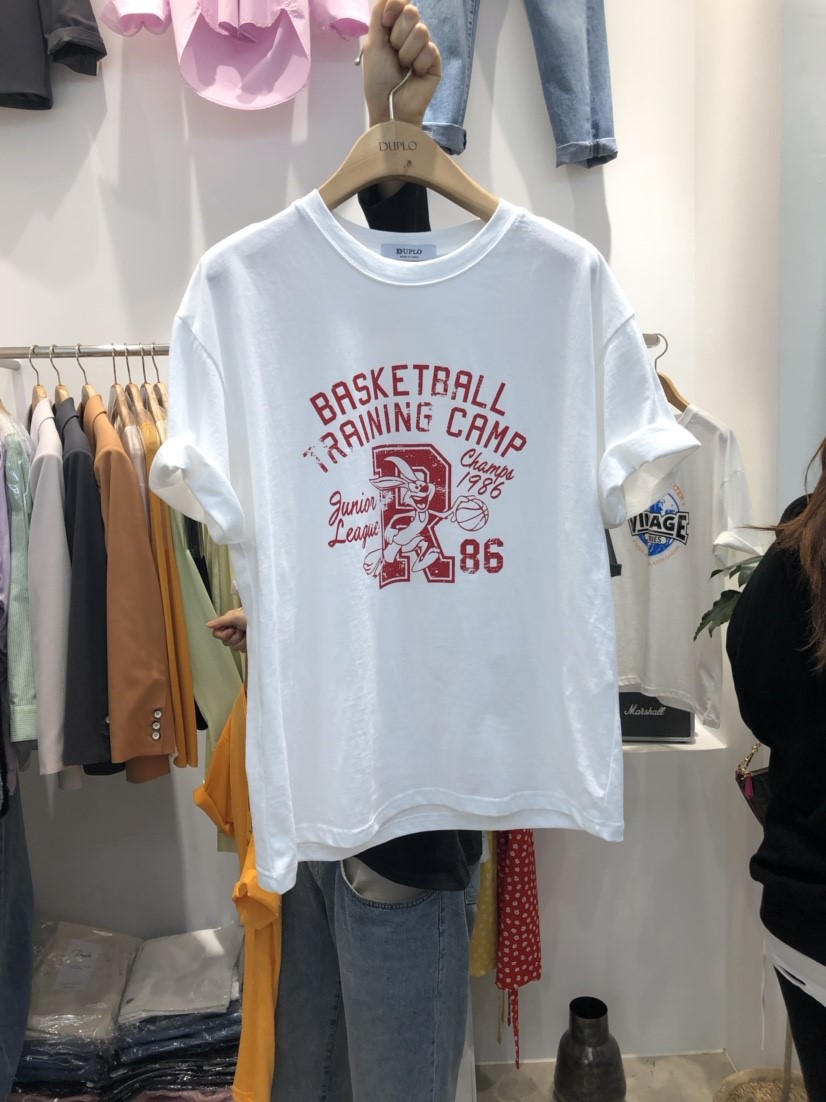 DUPLO
DUPLO
BASKETBALL
TRAINING CAMP
Champs
1986
R
Junior
League
86
Marshall